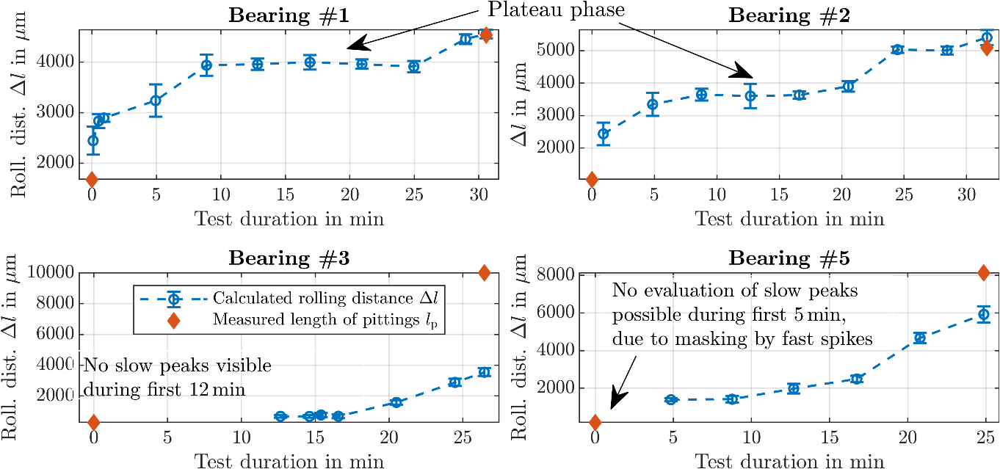 Bearing #1
Plateau phase
Bearing #2
Roll. dist. Δl in μm
4000
3000
2000
0 5 10 15 20 25 30
Test duration in min
Δl in μm
5000
4000
3000
2000
0 5 10 15 20 25 30
Test duration in min
Bearing #3
Roll. dist. Δl in μm
10000
8000
6000
4000
2000
Calculated rolling distance Δl
Measured length of pittings lₚ
No slow peaks visible
during first 12 min
0 5 10 15 20 25
Test duration in min
Bearing #5
Roll. dist. Δl in μm
8000
6000
4000
2000
No evaluation of slow peaks
possible during first 5 min,
due to masking by fast spikes
0 5 10 15 20 25
Test duration in min